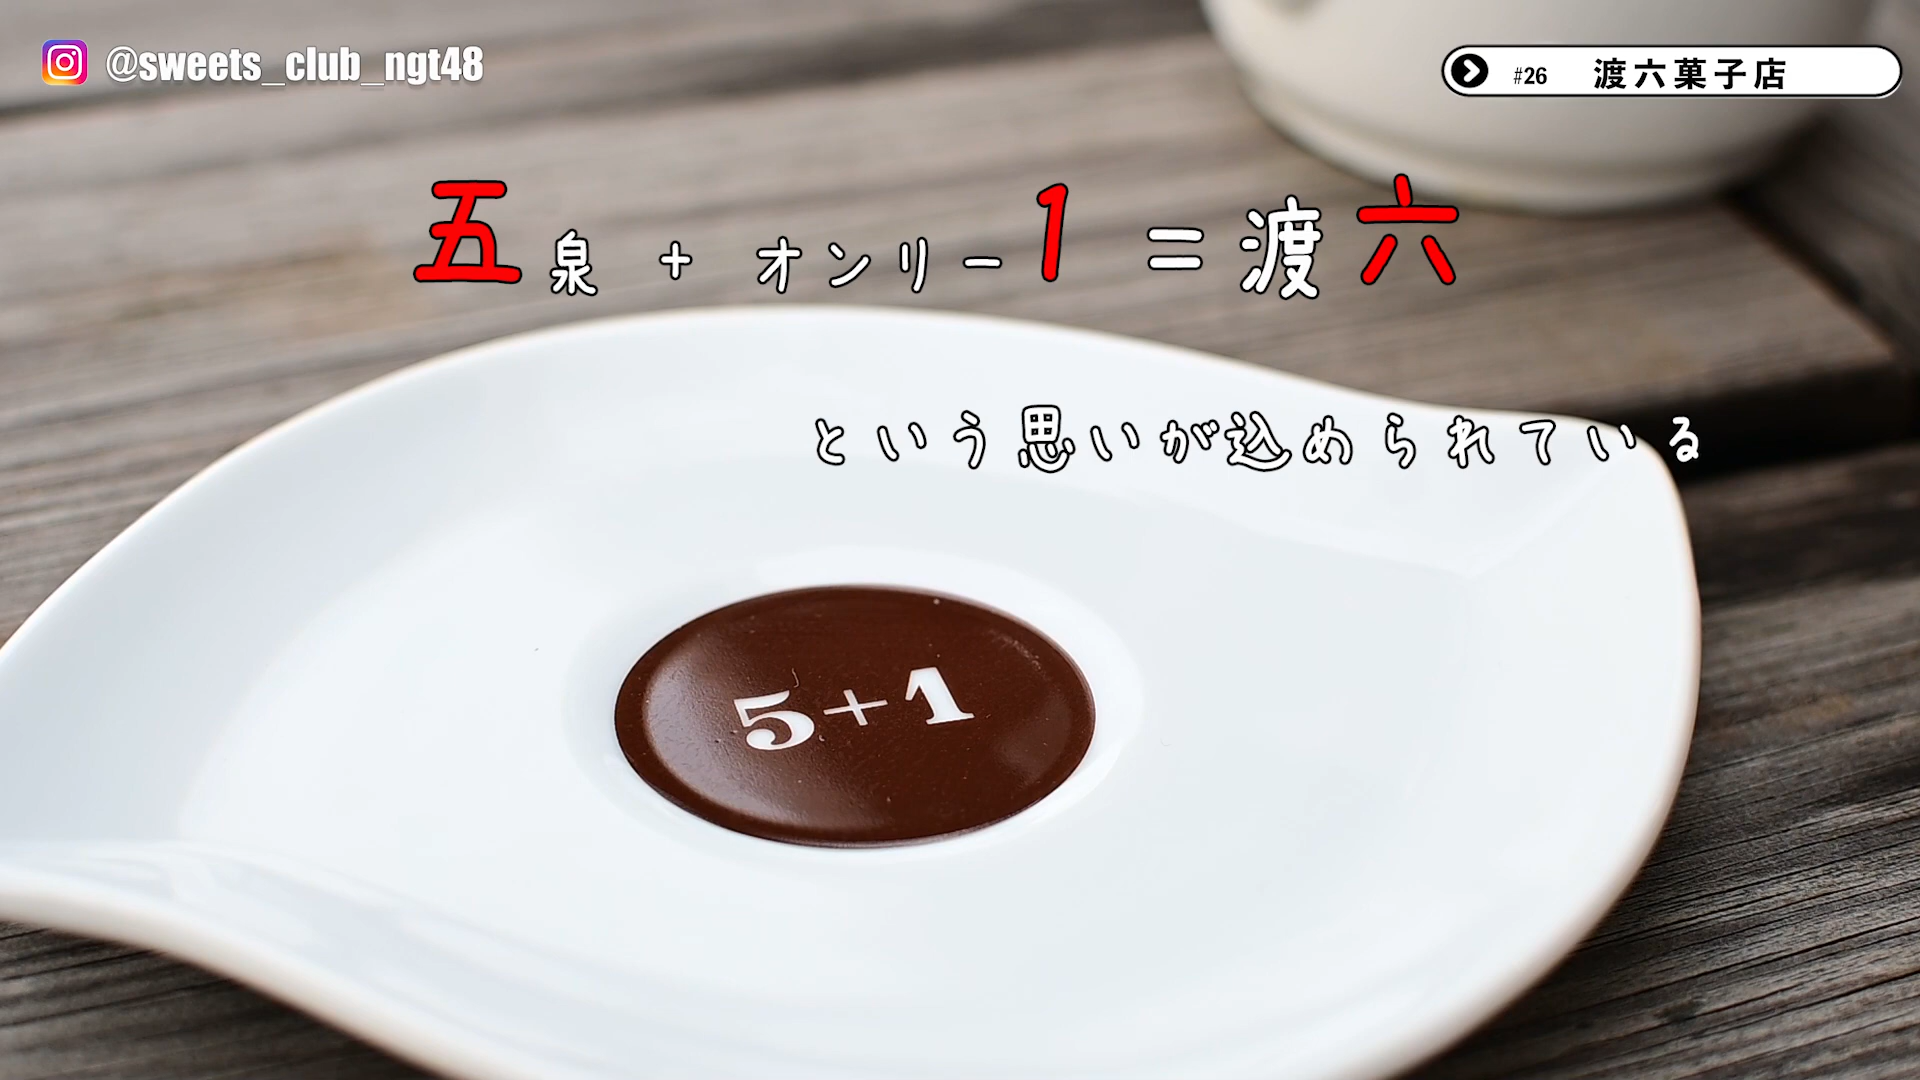 @sweets_club_ngt48
#26 渡六菓子店
五泉 + オンリー1 = 渡六
という思いが込められている
5+1